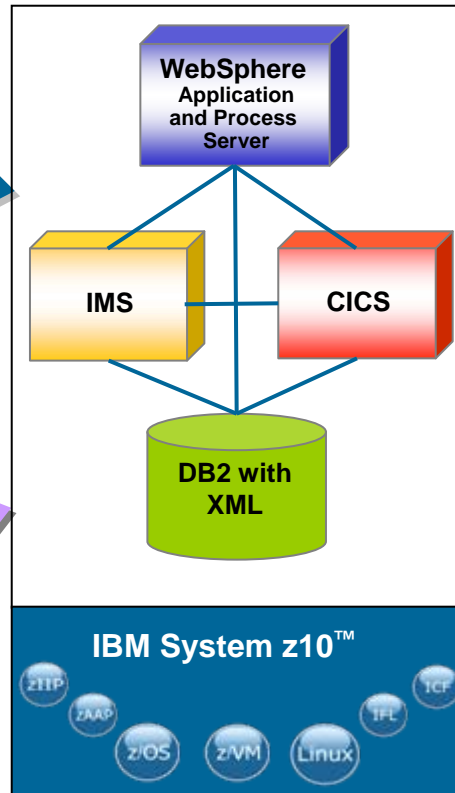 WebSphere
Application
and Process
Server
IMS
CICS
DB2 with
XML
IBM System z10™
zIIP
zAAP
z/OS
z/VM
Linux
IFL
ICF